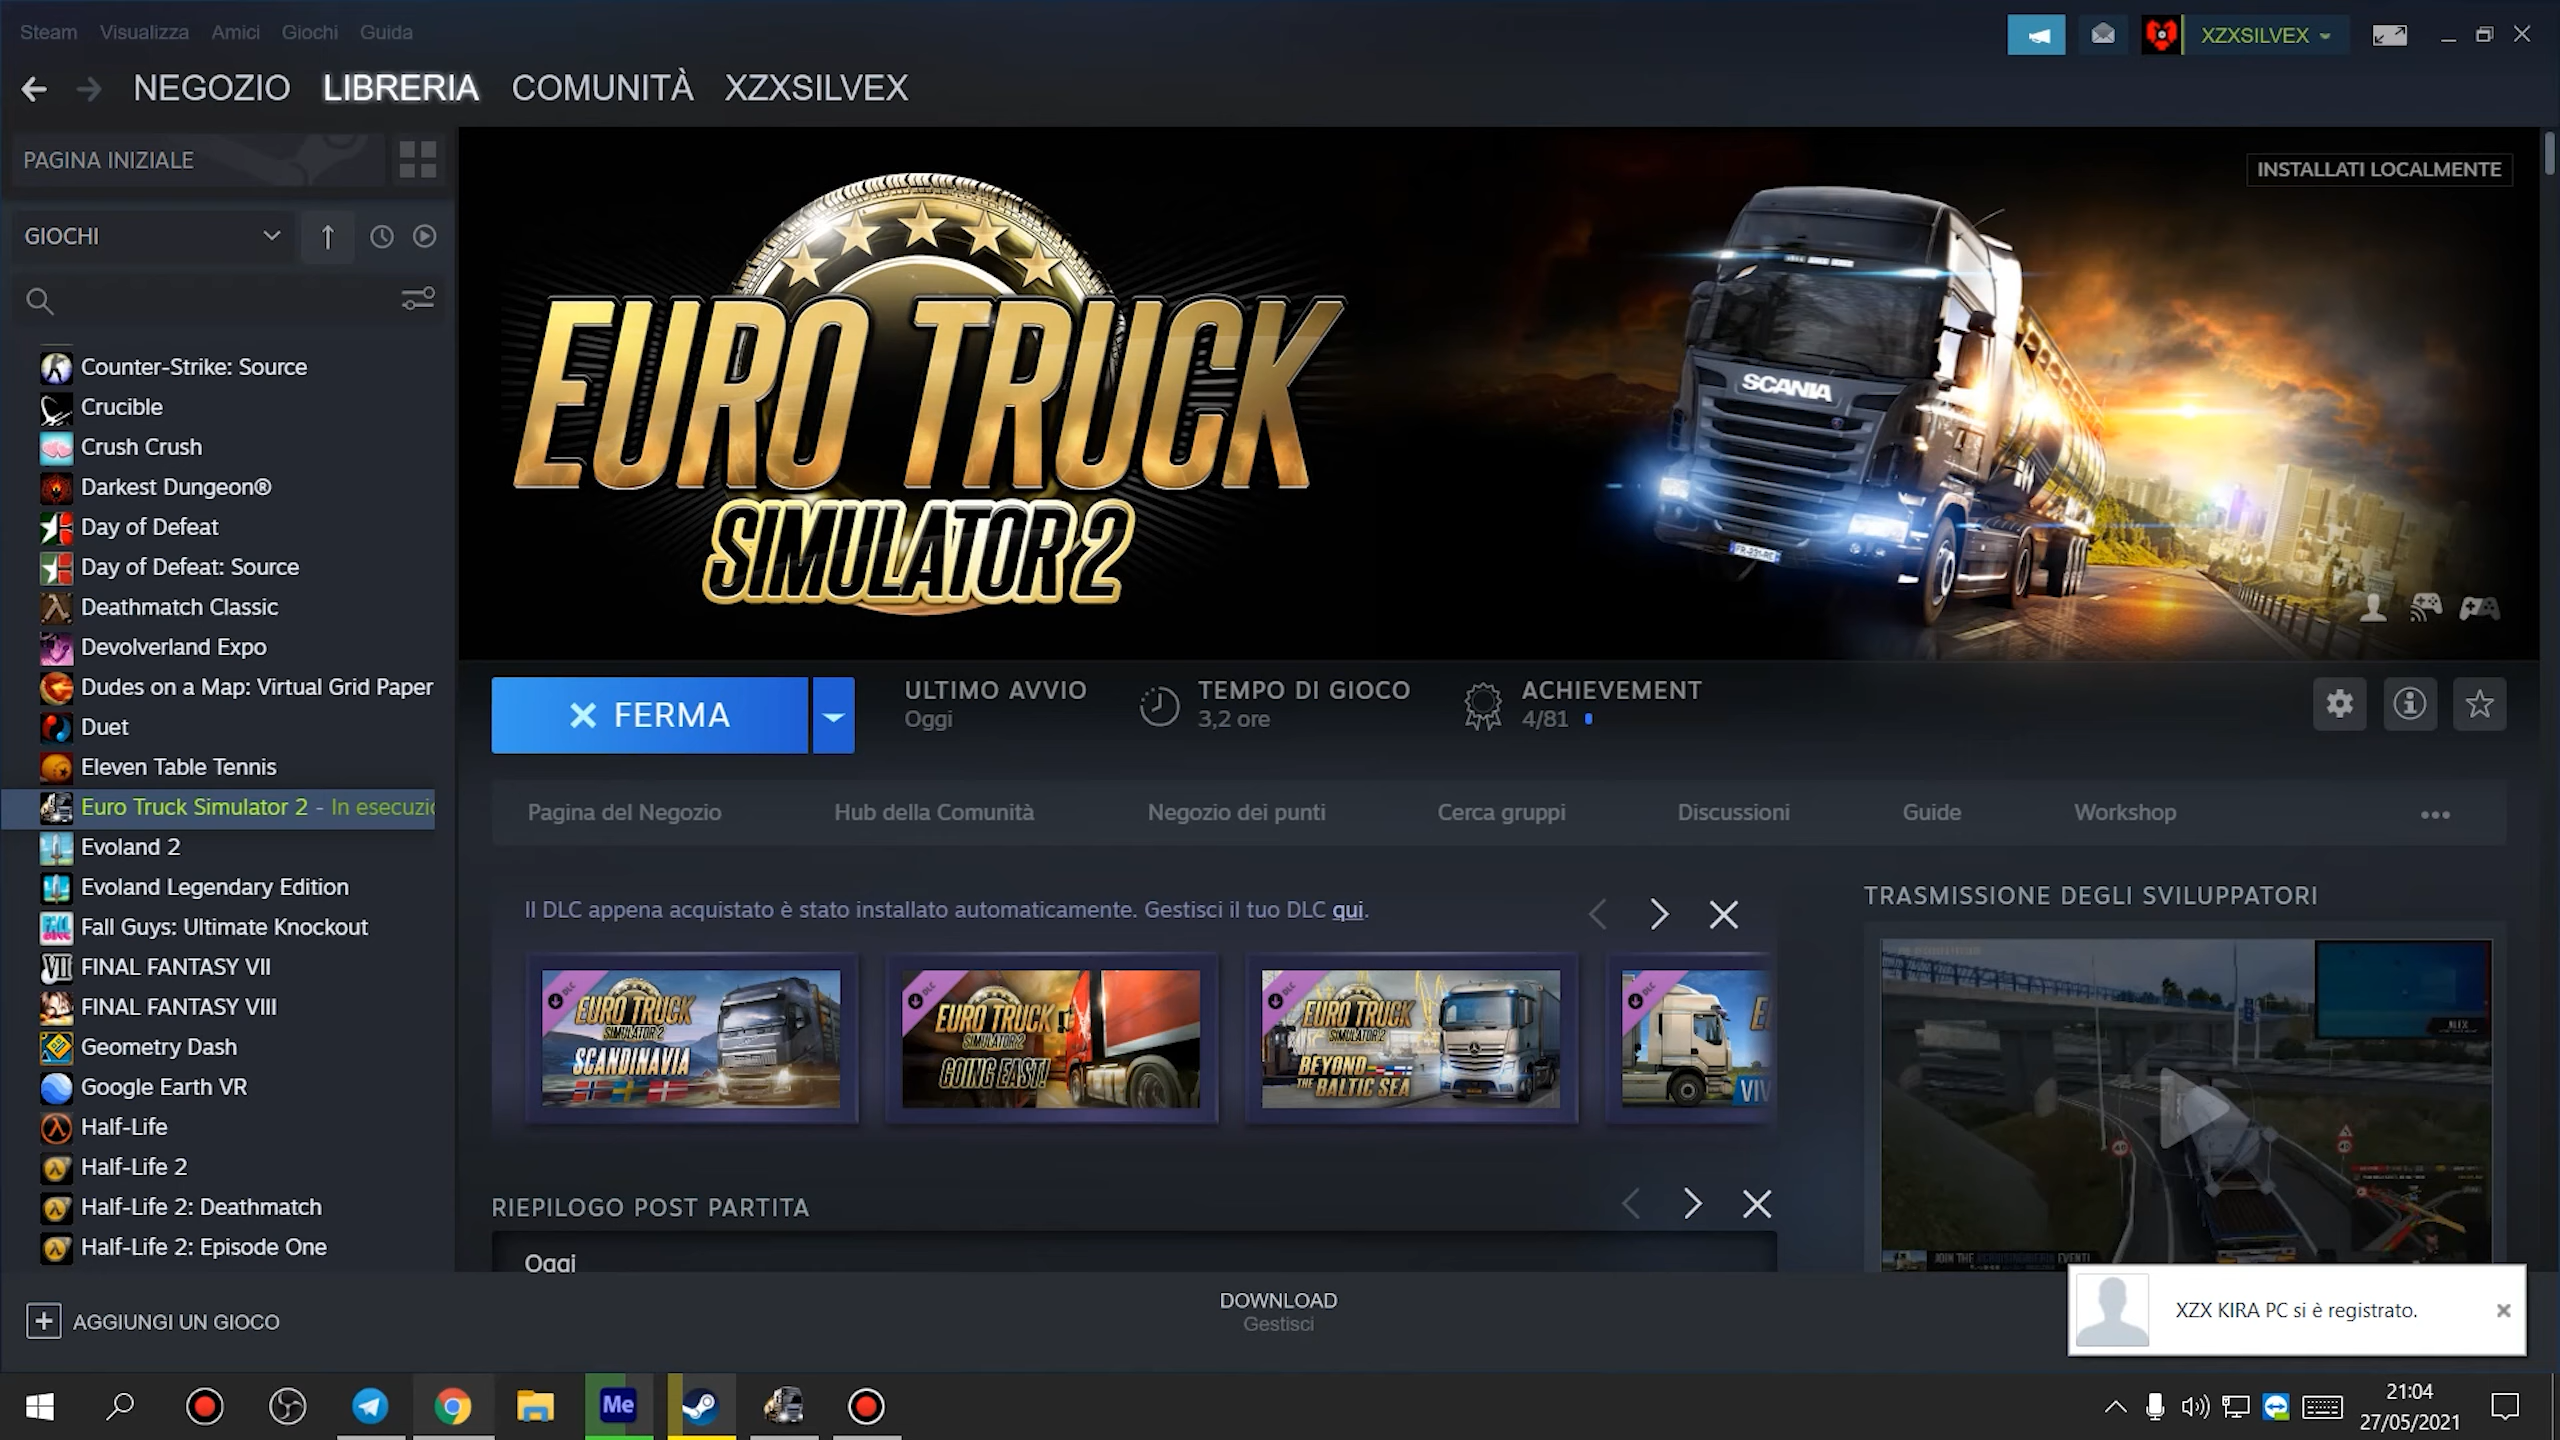 Steam Visualizza Amici Giochi Guida
XZXSILVEX
NEGOZIO LIBRERIA COMUNITÀ XZXSILVEX
PAGINA INIZIALE
GIOCHI
Counter-Strike: Source
Crucible
Crush Crush
Darkest Dungeon®
Day of Defeat
Day of Defeat: Source
Deathmatch Classic
Devolverland Expo
Dudes on a Map: Virtual Grid Paper
Duet
Eleven Table Tennis
Euro Truck Simulator 2 - In esecuzio
Evoland 2
Evoland Legendary Edition
Fall Guys: Ultimate Knockout
FINAL FANTASY VII
FINAL FANTASY VIII
Geometry Dash
Google Earth VR
Half-Life
Half-Life 2
Half-Life 2: Deathmatch
Half-Life 2: Episode One
AGGIUNGI UN GIOCO
INSTALLATI LOCALMENTE
EURO TRUCK
SIMULATOR 2
SCANIA
FERMA
ULTIMO AVVIO
Oggi
TEMPO DI GIOCO
3,2 ore
ACHIEVEMENT
4/81
Pagina del Negozio Hub della Comunità Negozio dei punti Cerca gruppi Discussioni Guide Workshop
Il DLC appena acquistato è stato installato automaticamente. Gestisci il tuo DLC qui.
DLC
EURO TRUCK
SIMULATOR 2
SCANDINAVIA
DLC
EURO TRUCK
SIMULATOR 2
GOING EAST!
DLC
EURO TRUCK
SIMULATOR 2
BEYOND
THE BALTIC SEA
DLC
E
VIV
RIEPILOGO POST PARTITA
Oggi
TRASMISSIONE DEGLI SVILUPPATORI
DOWNLOAD
Gestisci
XZX KIRA PC si è registrato.
Me
21:04
27/05/2021